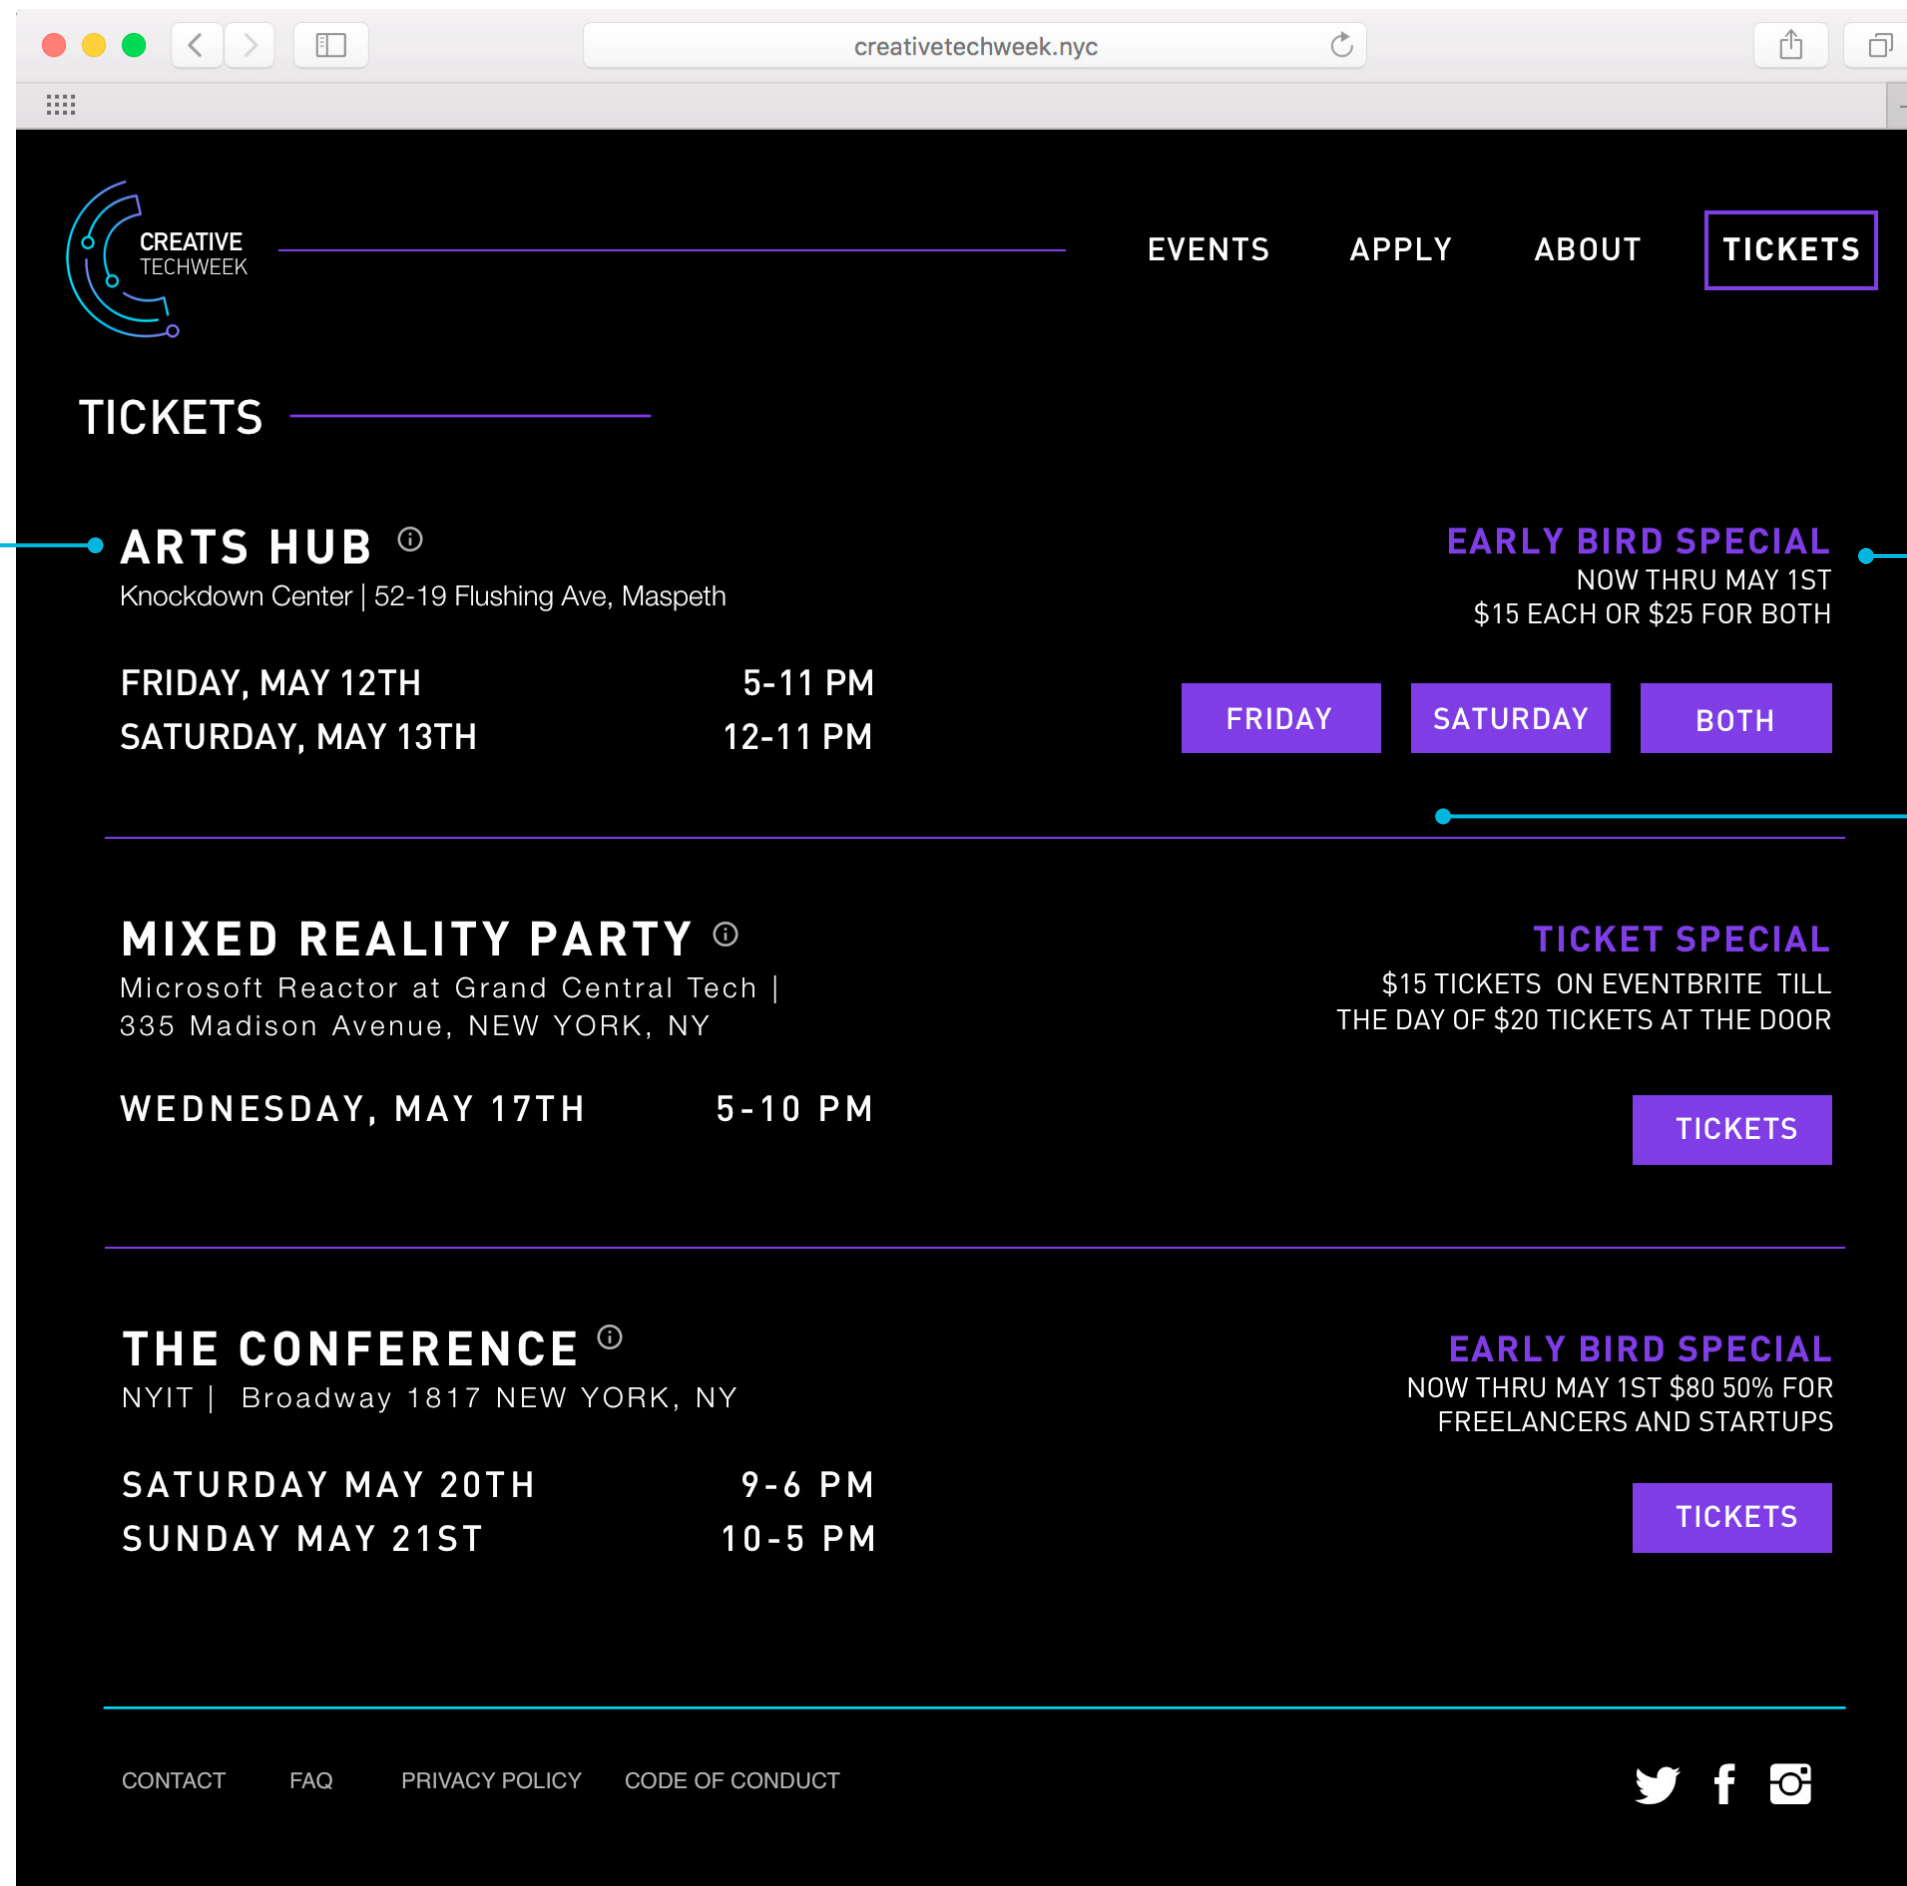 creativetechweek.nyc
CREATIVE
TECHWEEK
EVENTS APPLY ABOUT TICKETS
TICKETS
ARTS HUB
Knockdown Center | 52-19 Flushing Ave, Maspeth
FRIDAY, MAY 12TH 5-11 PM
SATURDAY, MAY 13TH 12-11 PM
EARLY BIRD SPECIAL
NOW THRU MAY 1ST
$15 EACH OR $25 FOR BOTH
FRIDAY SATURDAY BOTH
MIXED REALITY PARTY
Microsoft Reactor at Grand Central Tech |
335 Madison Avenue, NEW YORK, NY
WEDNESDAY, MAY 17TH 5-10 PM
TICKET SPECIAL
$15 TICKETS ON EVENTBRITE TILL
THE DAY OF $20 TICKETS AT THE DOOR
TICKETS
THE CONFERENCE
NYIT | Broadway 1817 NEW YORK, NY
SATURDAY MAY 20TH 9-6 PM
SUNDAY MAY 21ST 10-5 PM
EARLY BIRD SPECIAL
NOW THRU MAY 1ST $80 50% FOR
FREELANCERS AND STARTUPS
TICKETS
CONTACT FAQ PRIVACY POLICY CODE OF CONDUCT